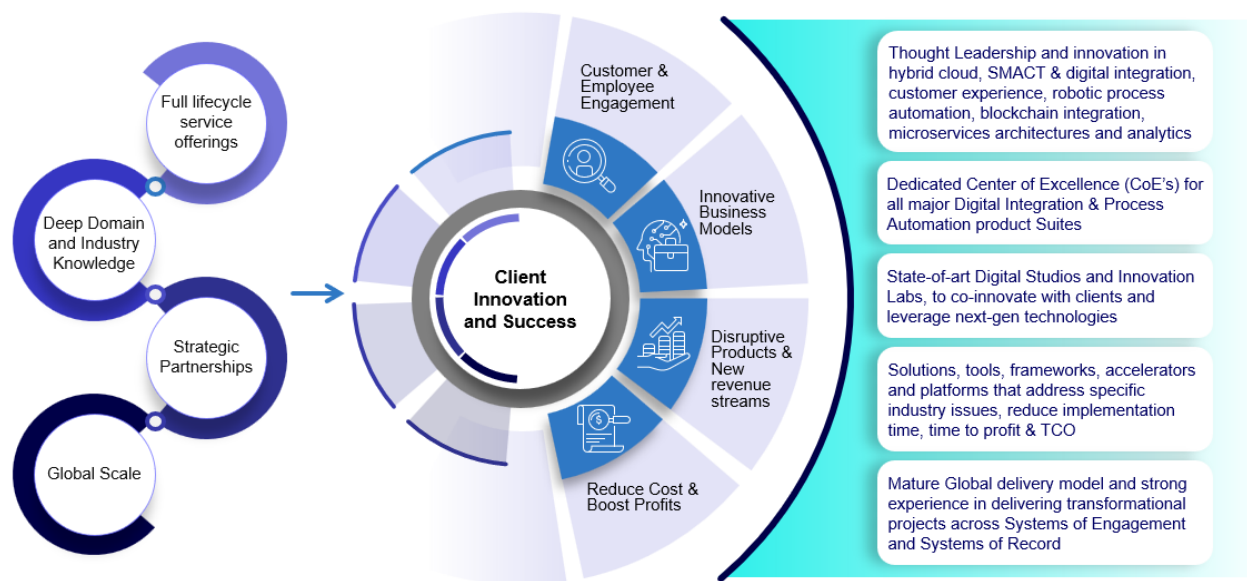 Full lifecycle
service
offerings
Deep Domain
and Industry
Knowledge
Strategic
Partnerships
Global Scale
Client
Innovation
and Success
Customer &
Employee
Engagement
Innovative
Business
Models
Disruptive
Products &
New
revenue
streams
Reduce Cost &
Boost Profits
$
Thought Leadership and innovation in
hybrid cloud, SMACT & digital integration,
customer experience, robotic process
automation, blockchain integration,
microservices architectures and analytics
Dedicated Center of Excellence (CoE's) for
all major Digital Integration & Process
Automation product Suites
State-of-art Digital Studios and Innovation
Labs, to co-innovate with clients and
leverage next-gen technologies
Solutions, tools, frameworks, accelerators
and platforms that address specific
industry issues, reduce implementation
time, time to profit & TCO
Mature Global delivery model and strong
experience in delivering transformational
projects across Systems of Engagement
and Systems of Record